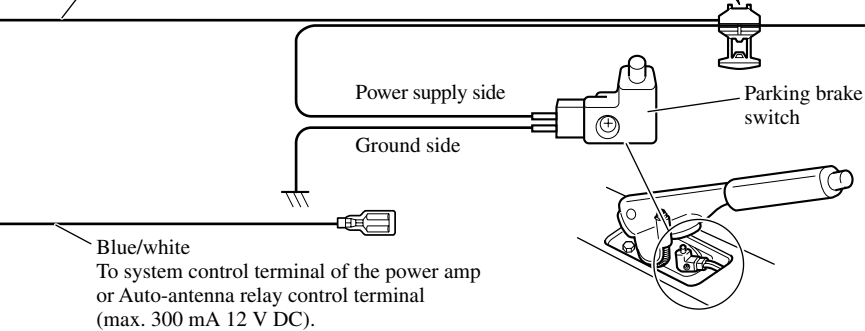 Power supply side
Parking brake
switch
Ground side
Blue/white
To system control terminal of the power amp
or Auto-antenna relay control terminal
(max. 300 mA 12 V DC).